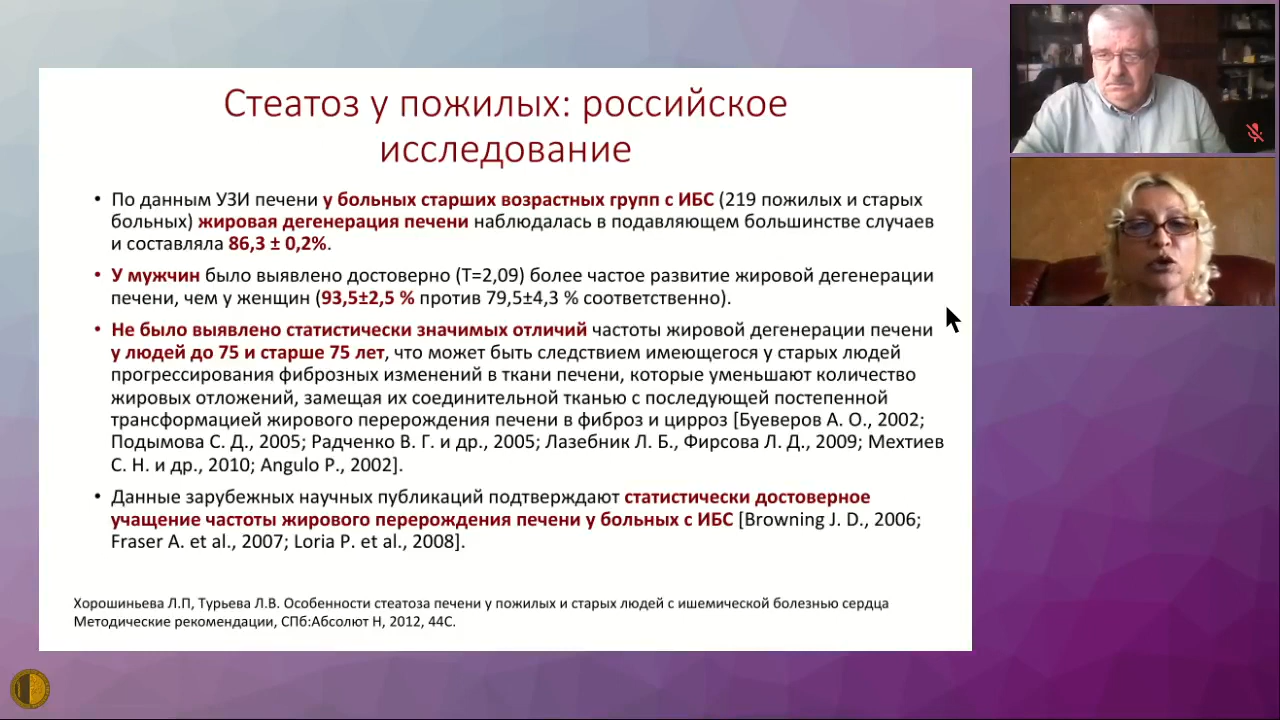 Стеатоз у пожилых: российское
исследование
• По данным УЗИ печени у больных старших возрастных групп с ИБС (219 пожилых и старых
больных) жировая дегенерация печени наблюдалась в подавляющем большинстве случаев
и составляла 86,3 ± 0,2%.
• У мужчин было выявлено достоверно (Т=2,09) более частое развитие жировой дегенерации
печени, чем у женщин (93,5±2,5 % против 79,5±4,3 % соответственно).
• Не было выявлено статистически значимых отличий частоты жировой дегенерации печени
у людей до 75 и старше 75 лет, что может быть следствием имеющегося у старых людей
прогрессирования фиброзных изменений в ткани печени, которые уменьшают количество
жировых отложений, замещая их соединительной тканью с последующей постепенной
трансформацией жирового перерождения печени в фиброз и цирроз [Буеверов А. О., 2002;
Подымова С. Д., 2005; Радченко В. Г. и др., 2005; Лазебник Л. Б., Фирсова Л. Д., 2009; Мехтиев
С. Н. и др., 2010; Angulo P., 2002].
• Данные зарубежных научных публикаций подтверждают статистически достоверное
учащение частоты жирового перерождения печени у больных с ИБС [Browning J. D., 2006;
Fraser A. et al., 2007; Loria P. et al., 2008].
Хорошиньева Л.П, Турьева Л.В. Особенности стеатоза печени у пожилых и старых людей с ишемической болезнью сердца
Методические рекомендации, СПб:Абсолют Н, 2012, 44С.